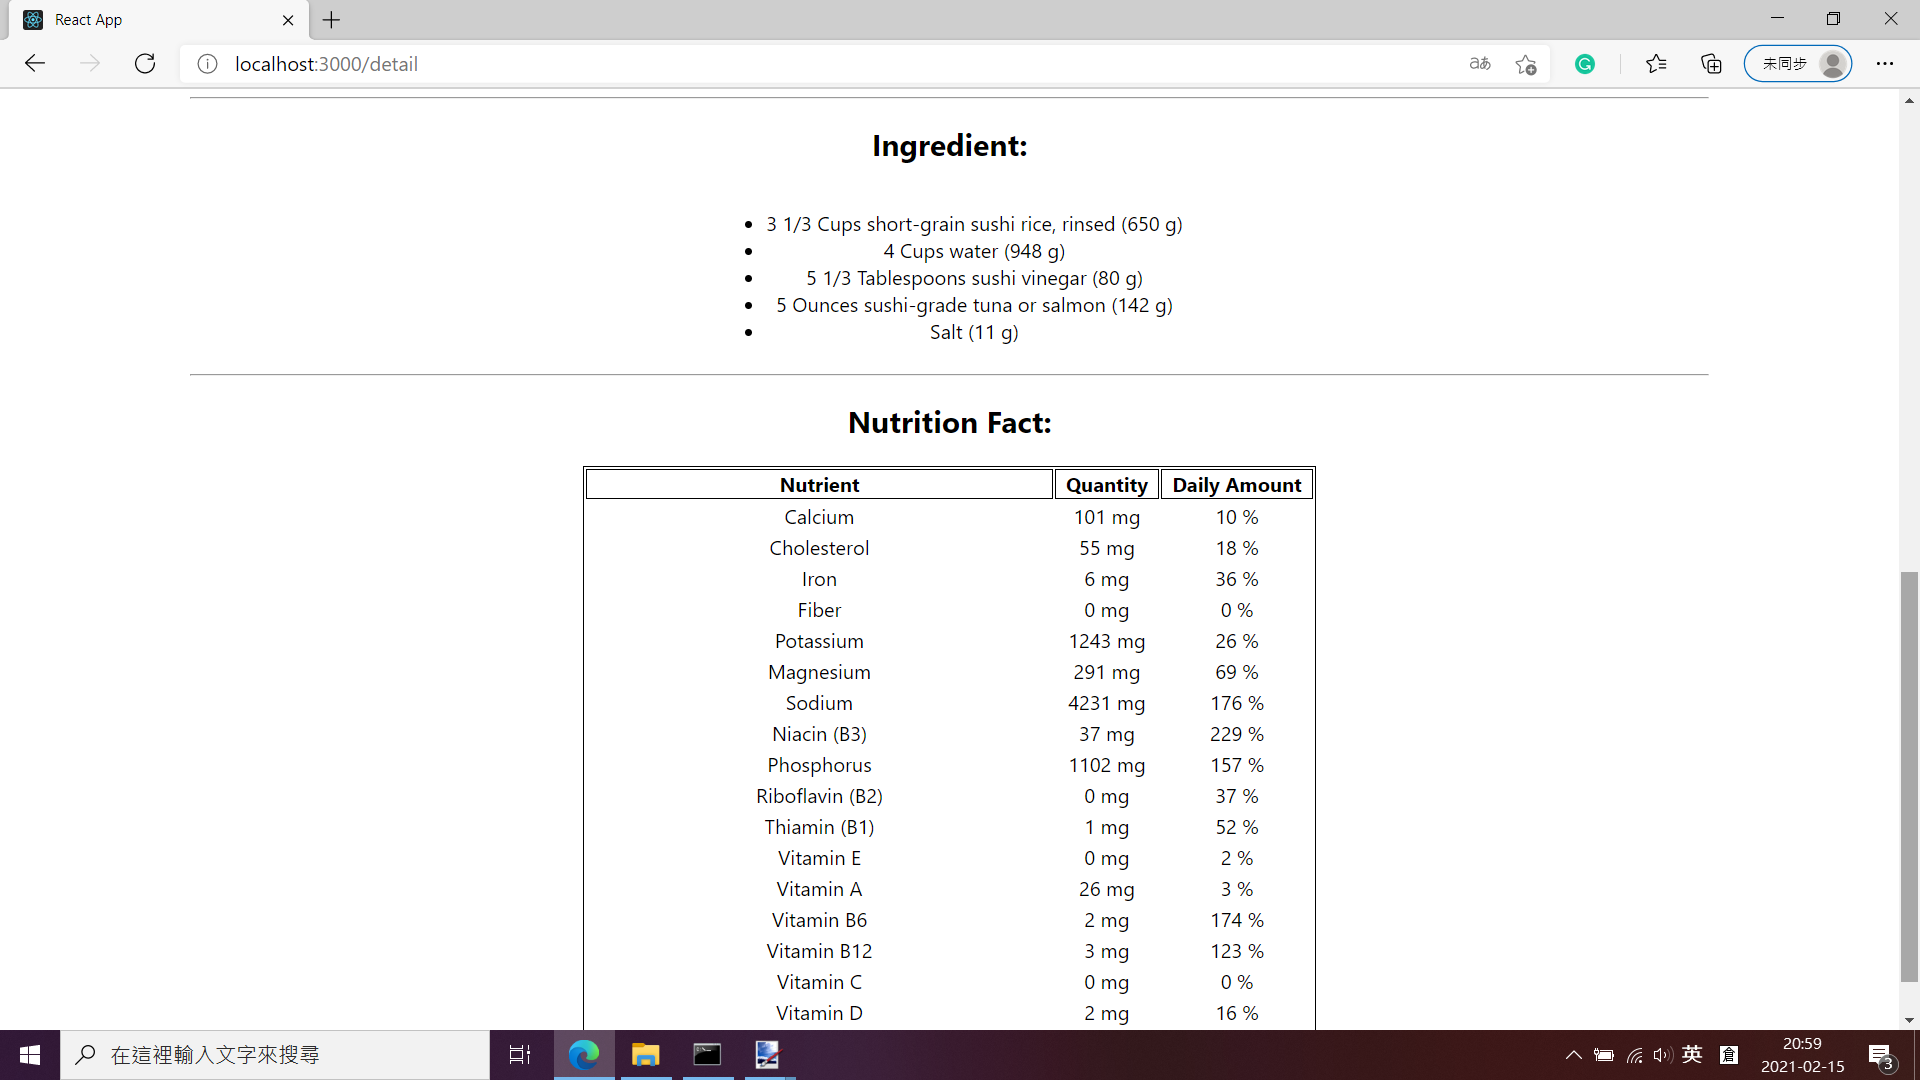 React App
localhost:3000/detail
aあ
未同步
Ingredient:
3 1/3 Cups short-grain sushi rice, rinsed (650 g)
4 Cups water (948 g)
5 1/3 Tablespoons sushi vinegar (80 g)
5 Ounces sushi-grade tuna or salmon (142 g)
Salt (11 g)
Nutrition Fact:
Nutrient Quantity Daily Amount
Calcium 101 mg 10 %
Cholesterol 55 mg 18 %
Iron 6 mg 36 %
Fiber 0 mg 0 %
Potassium 1243 mg 26 %
Magnesium 291 mg 69 %
Sodium 4231 mg 176 %
Niacin (B3) 37 mg 229 %
Phosphorus 1102 mg 157 %
Riboflavin (B2) 0 mg 37 %
Thiamin (B1) 1 mg 52 %
Vitamin E 0 mg 2 %
Vitamin A 26 mg 3 %
Vitamin B6 2 mg 174 %
Vitamin B12 3 mg 123 %
Vitamin C 0 mg 0 %
Vitamin D 2 mg 16 %
在這裡輸入文字來搜尋
英 倉
20:59
2021-02-15
3